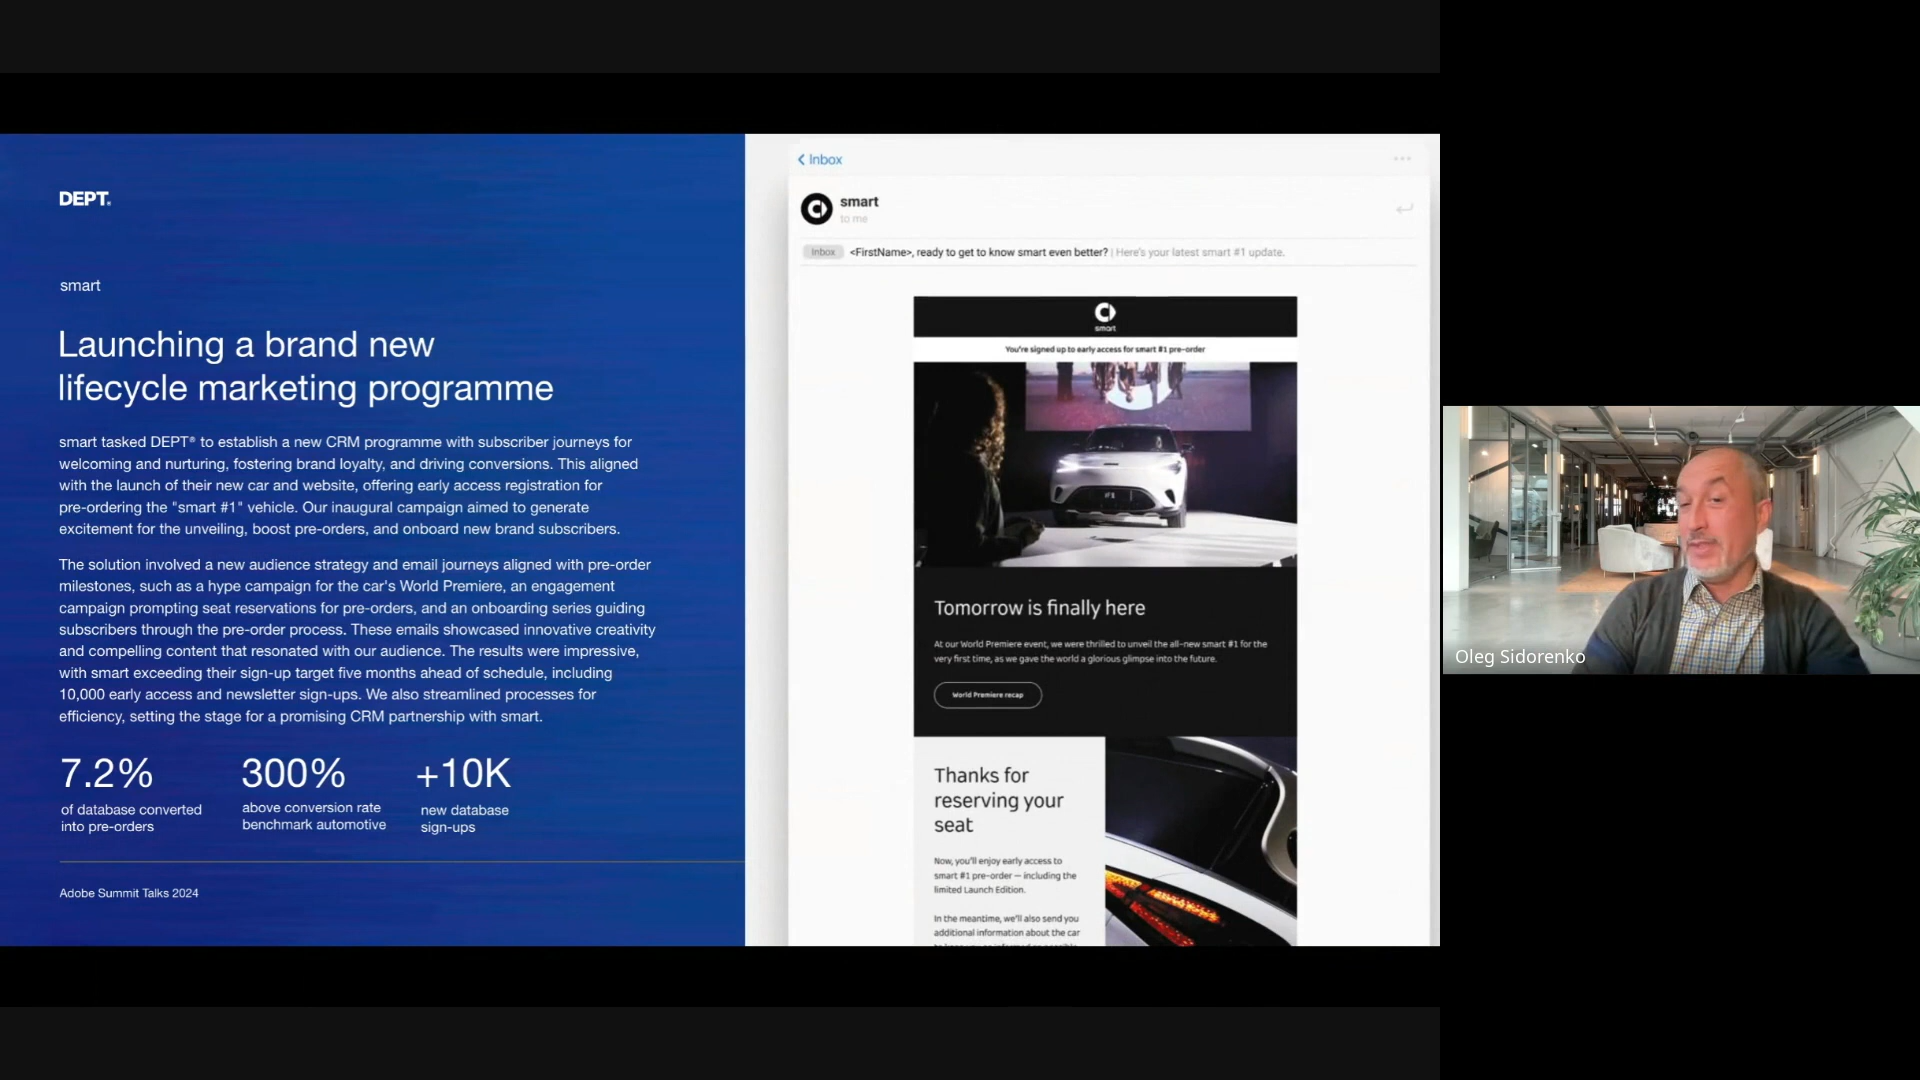 DEPT®
smart
Launching a brand new
lifecycle marketing programme
smart tasked DEPT® to establish a new CRM programme with subscriber journeys for
welcoming and nurturing, fostering brand loyalty, and driving conversions. This aligned
with the launch of their new car and website, offering early access registration for
pre-ordering the "smart #1" vehicle. Our inaugural campaign aimed to generate
excitement for the unveiling, boost pre-orders, and onboard new brand subscribers.
The solution involved a new audience strategy and email journeys aligned with pre-order
milestones, such as a hype campaign for the car's World Premiere, an engagement
campaign prompting seat reservations for pre-orders, and an onboarding series guiding
subscribers through the pre-order process. These emails showcased innovative creativity
and compelling content that resonated with our audience. The results were impressive,
with smart exceeding their sign-up target five months ahead of schedule, including
10,000 early access and newsletter sign-ups. We also streamlined processes for
efficiency, setting the stage for a promising CRM partnership with smart.
7.2%
of database converted
into pre-orders
300%
above conversion rate
benchmark automotive
+10K
new database
sign-ups
Adobe Summit Talks 2024
Inbox
smart
to me
Inbox <FirstName>, ready to get to know smart even better? | Here's your latest smart #1 update.
smart
You're signed up to early access for smart #1 pre-order
#1
Tomorrow is finally here
At our World Premiere event, we were thrilled to unveil the all-new smart #1 for the
very first time, as we gave the world a glorious glimpse into the future.
World Premiere recap
Thanks for
reserving your
seat
Now, you'll enjoy early access to
smart #1 pre-order — including the
limited Launch Edition.
In the meantime, we'll also send you
additional information about the car
Oleg Sidorenko